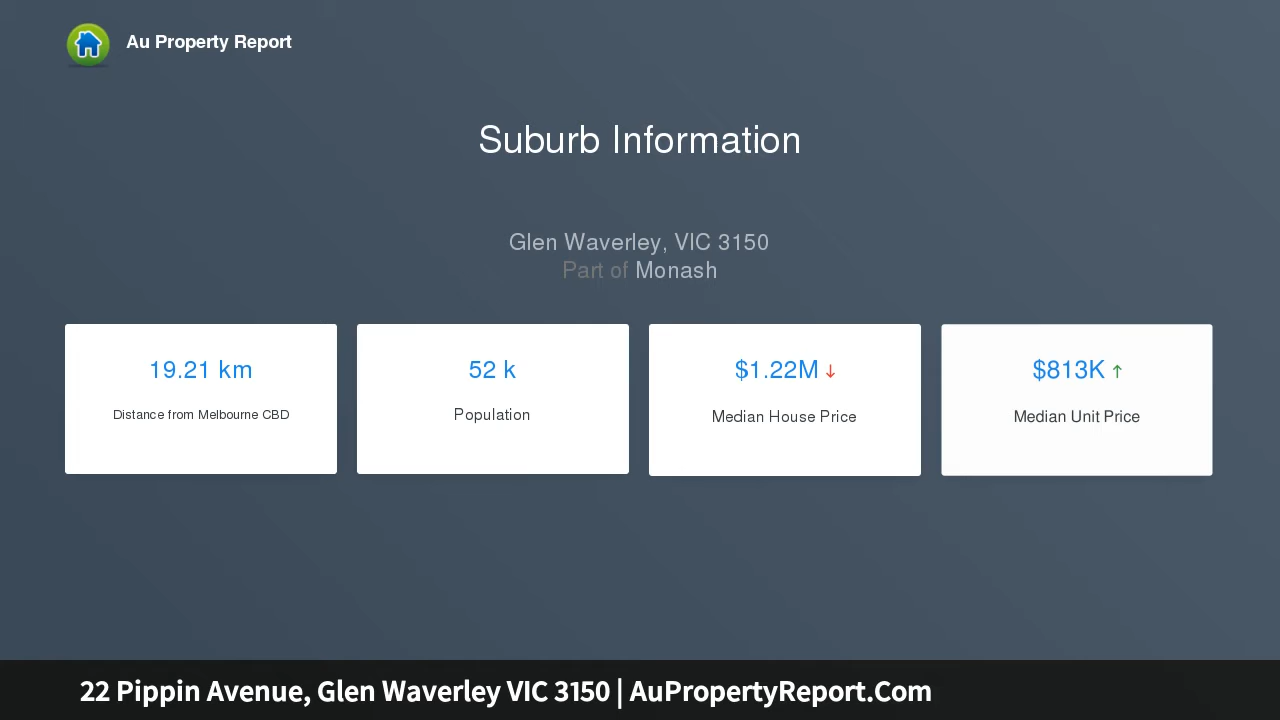 Au Property Report
Suburb Information
Glen Waverley, VIC 3150
Part of Monash
19.21 km
Distance from Melbourne CBD
52 k
Population
$1.22M ↓
Median House Price
$813K ↑
Median Unit Price
22 Pippin Avenue, Glen Waverley VIC 3150 | AuPropertyReport.Com